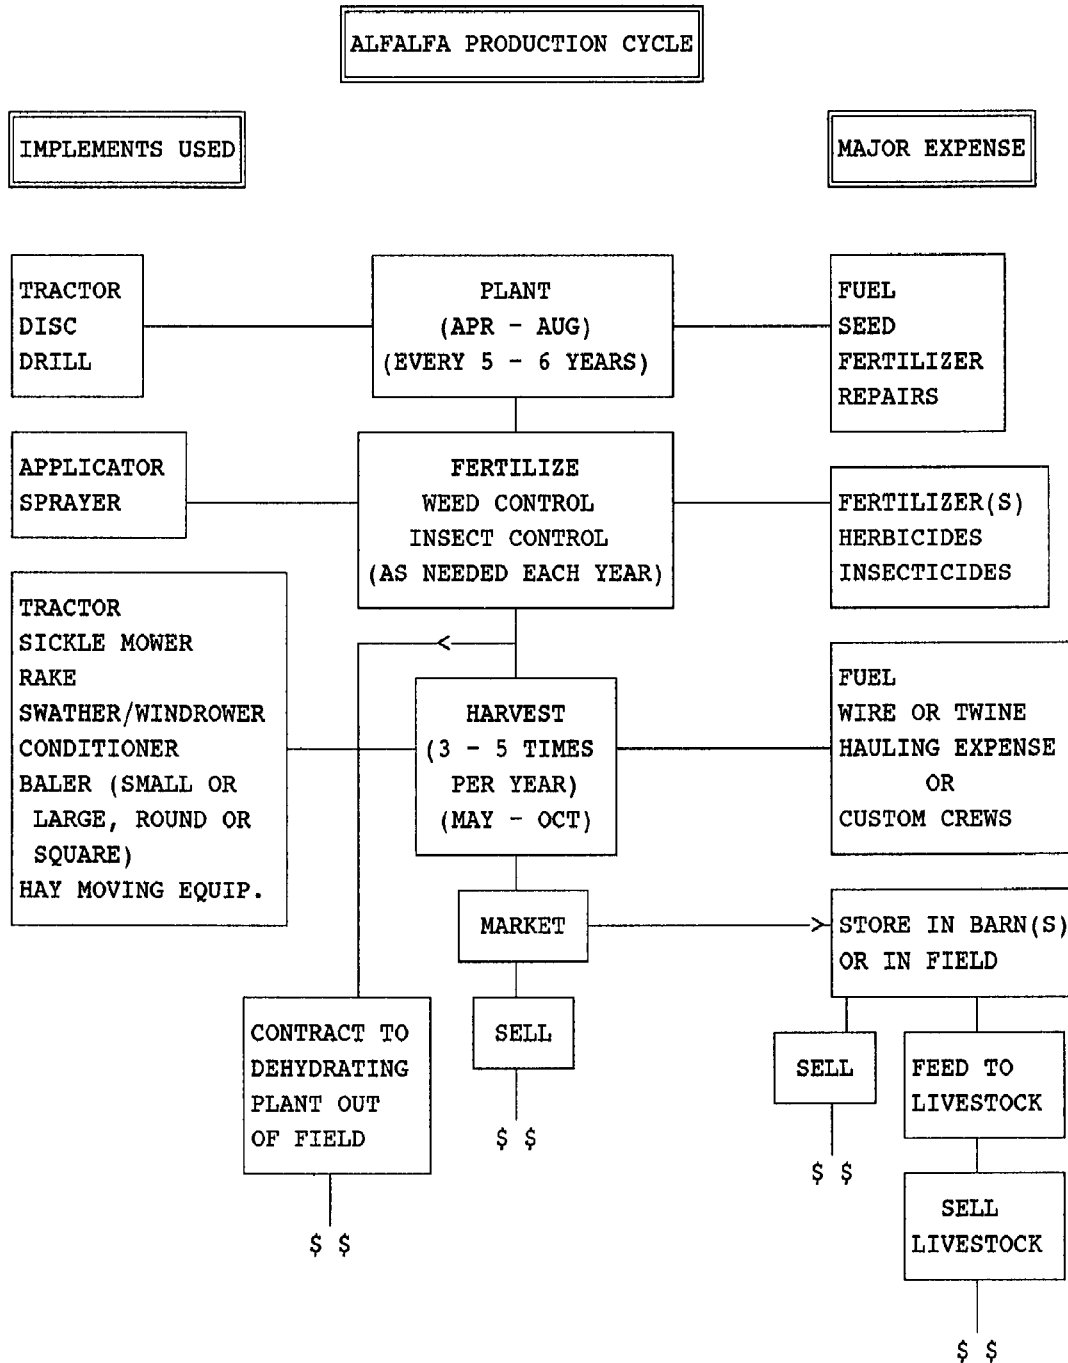 ALFALFA PRODUCTION CYCLE
IMPLEMENTS USED
MAJOR EXPENSE
TRACTOR
DISC
DRILL
PLANT
(APR - AUG)
(EVERY 5 - 6 YEARS)
FUEL
SEED
FERTILIZER
REPAIRS
APPLICATOR
SPRAYER
FERTILIZE
WEED CONTROL
INSECT CONTROL
(AS NEEDED EACH YEAR)
FERTILIZER(S)
HERBICIDES
INSECTICIDES
TRACTOR
SICKLE MOWER
RAKE
SWATHER/WINDROWER
CONDITIONER
BALER (SMALL OR
LARGE, ROUND OR
SQUARE)
HAY MOVING EQUIP.
HARVEST
(3 - 5 TIMES
PER YEAR)
(MAY - OCT)
FUEL
WIRE OR TWINE
HAULING EXPENSE
OR
CUSTOM CREWS
MARKET
STORE IN BARN(S)
OR IN FIELD
CONTRACT TO
DEHYDRATING
PLANT OUT
OF FIELD
$ $
SELL
$ $
SELL
$ $
FEED TO
LIVESTOCK
SELL
LIVESTOCK
$ $